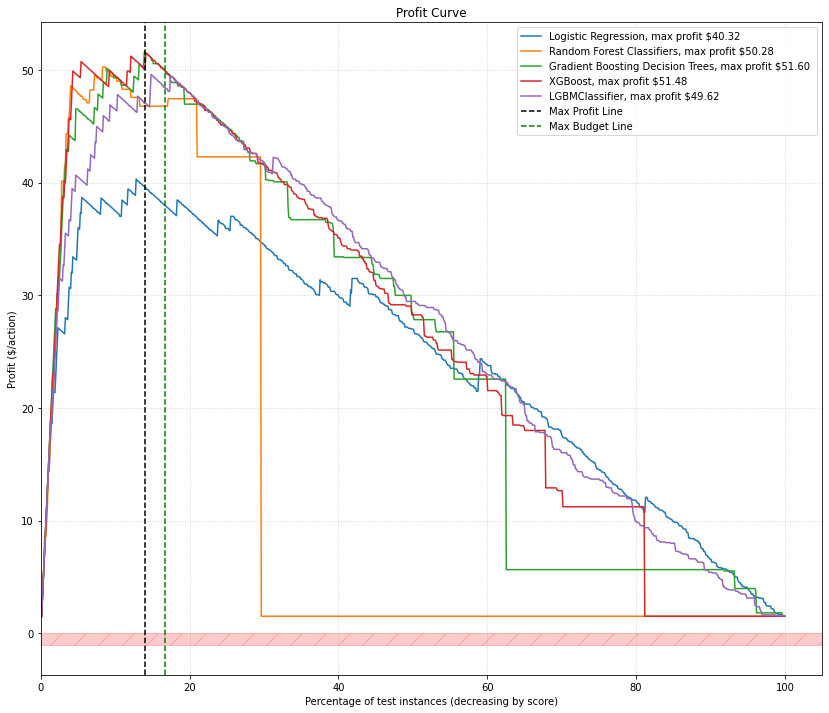 Profit Curve
Logistic Regression, max profit $40.32
Random Forest Classifiers, max profit $50.28
Gradient Boosting Decision Trees, max profit $51.60
XGBoost, max profit $51.48
LGBMClassifier, max profit $49.62
Max Profit Line
Max Budget Line
Profit ($/action)
50
40
30
20
10
0
0 20 40 60 80 100
Percentage of test instances (decreasing by score)